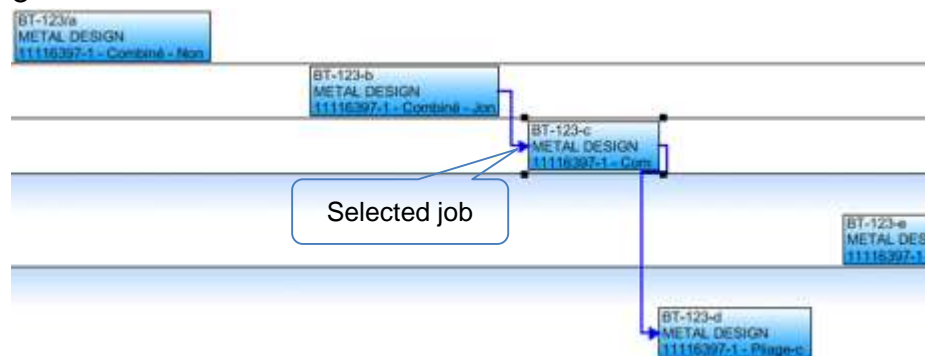 BT-123/a
METAL DESIGN
11116397-1 - Combiné - Non
BT-123-b
METAL DESIGN
11116397-1 - Combiné - Jon
BT-123-c
METAL DESIGN
11116397-1 - Com
Selected job
BT-123-e
METAL DES
11116397-1
BT-123-d
METAL DESIGN
11116397-1 - Pliage-c